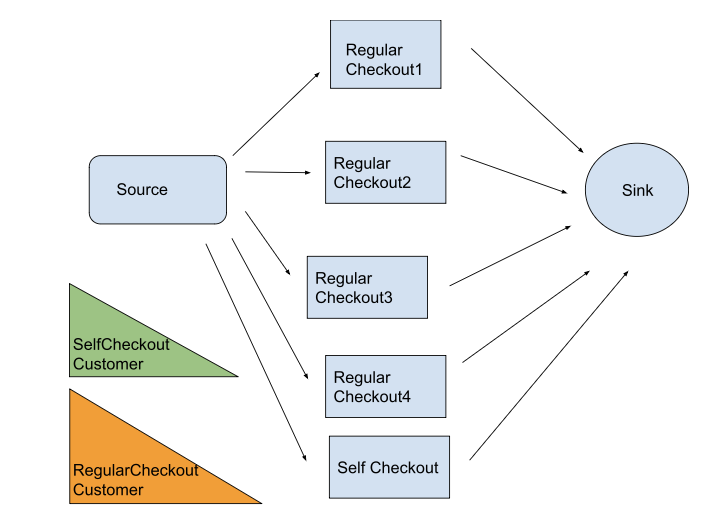 Regular
Checkout1
Source
Regular
Checkout2
Sink
Regular
Checkout3
SelfCheckout
Customer
Regular
Checkout4
RegularCheckout
Customer
Self Checkout